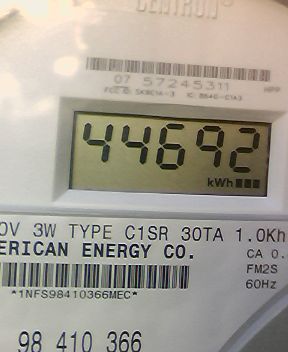 CENTRON®
07 57245311
44692
kWh
0V 3W TYPE C1SR 30TA 1.0Kh
ERICAN ENERGY CO.
CA 0.
FM2S
60Hz
*1NFS98410366MEC*
98 410 366